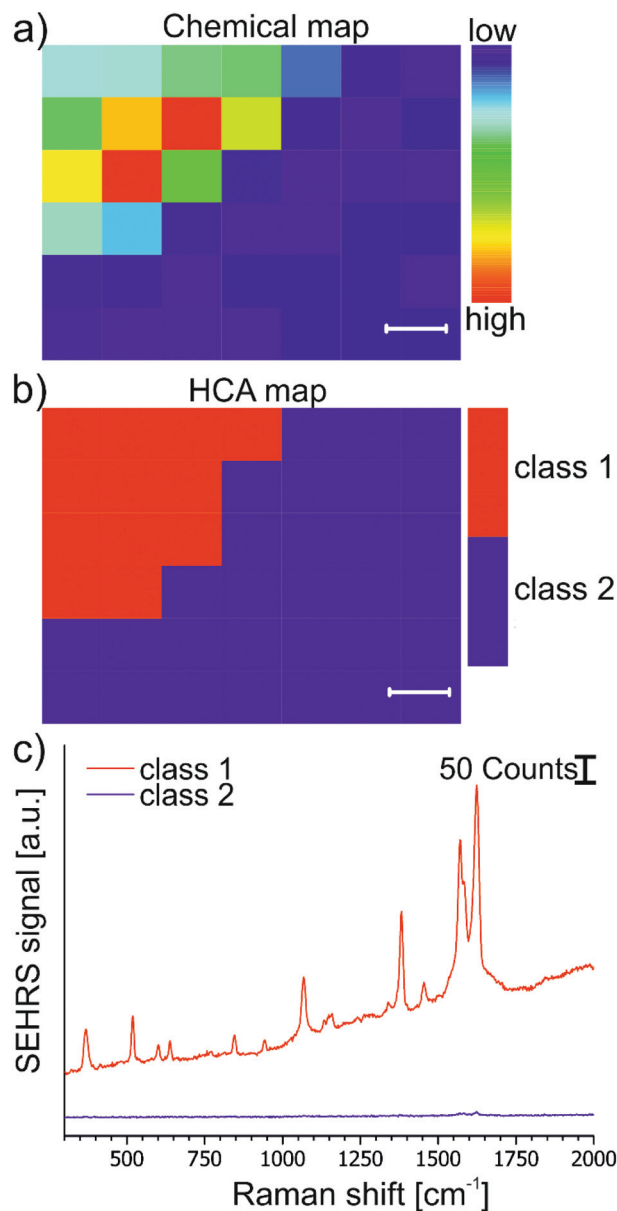 a)
Chemical map
low
high
b)
HCA map
class 1
class 2
c)
class 1
class 2
50 Counts
SEHRS signal [a.u.]
500 750 1000 1250 1500 1750 2000
Raman shift [cm⁻¹]